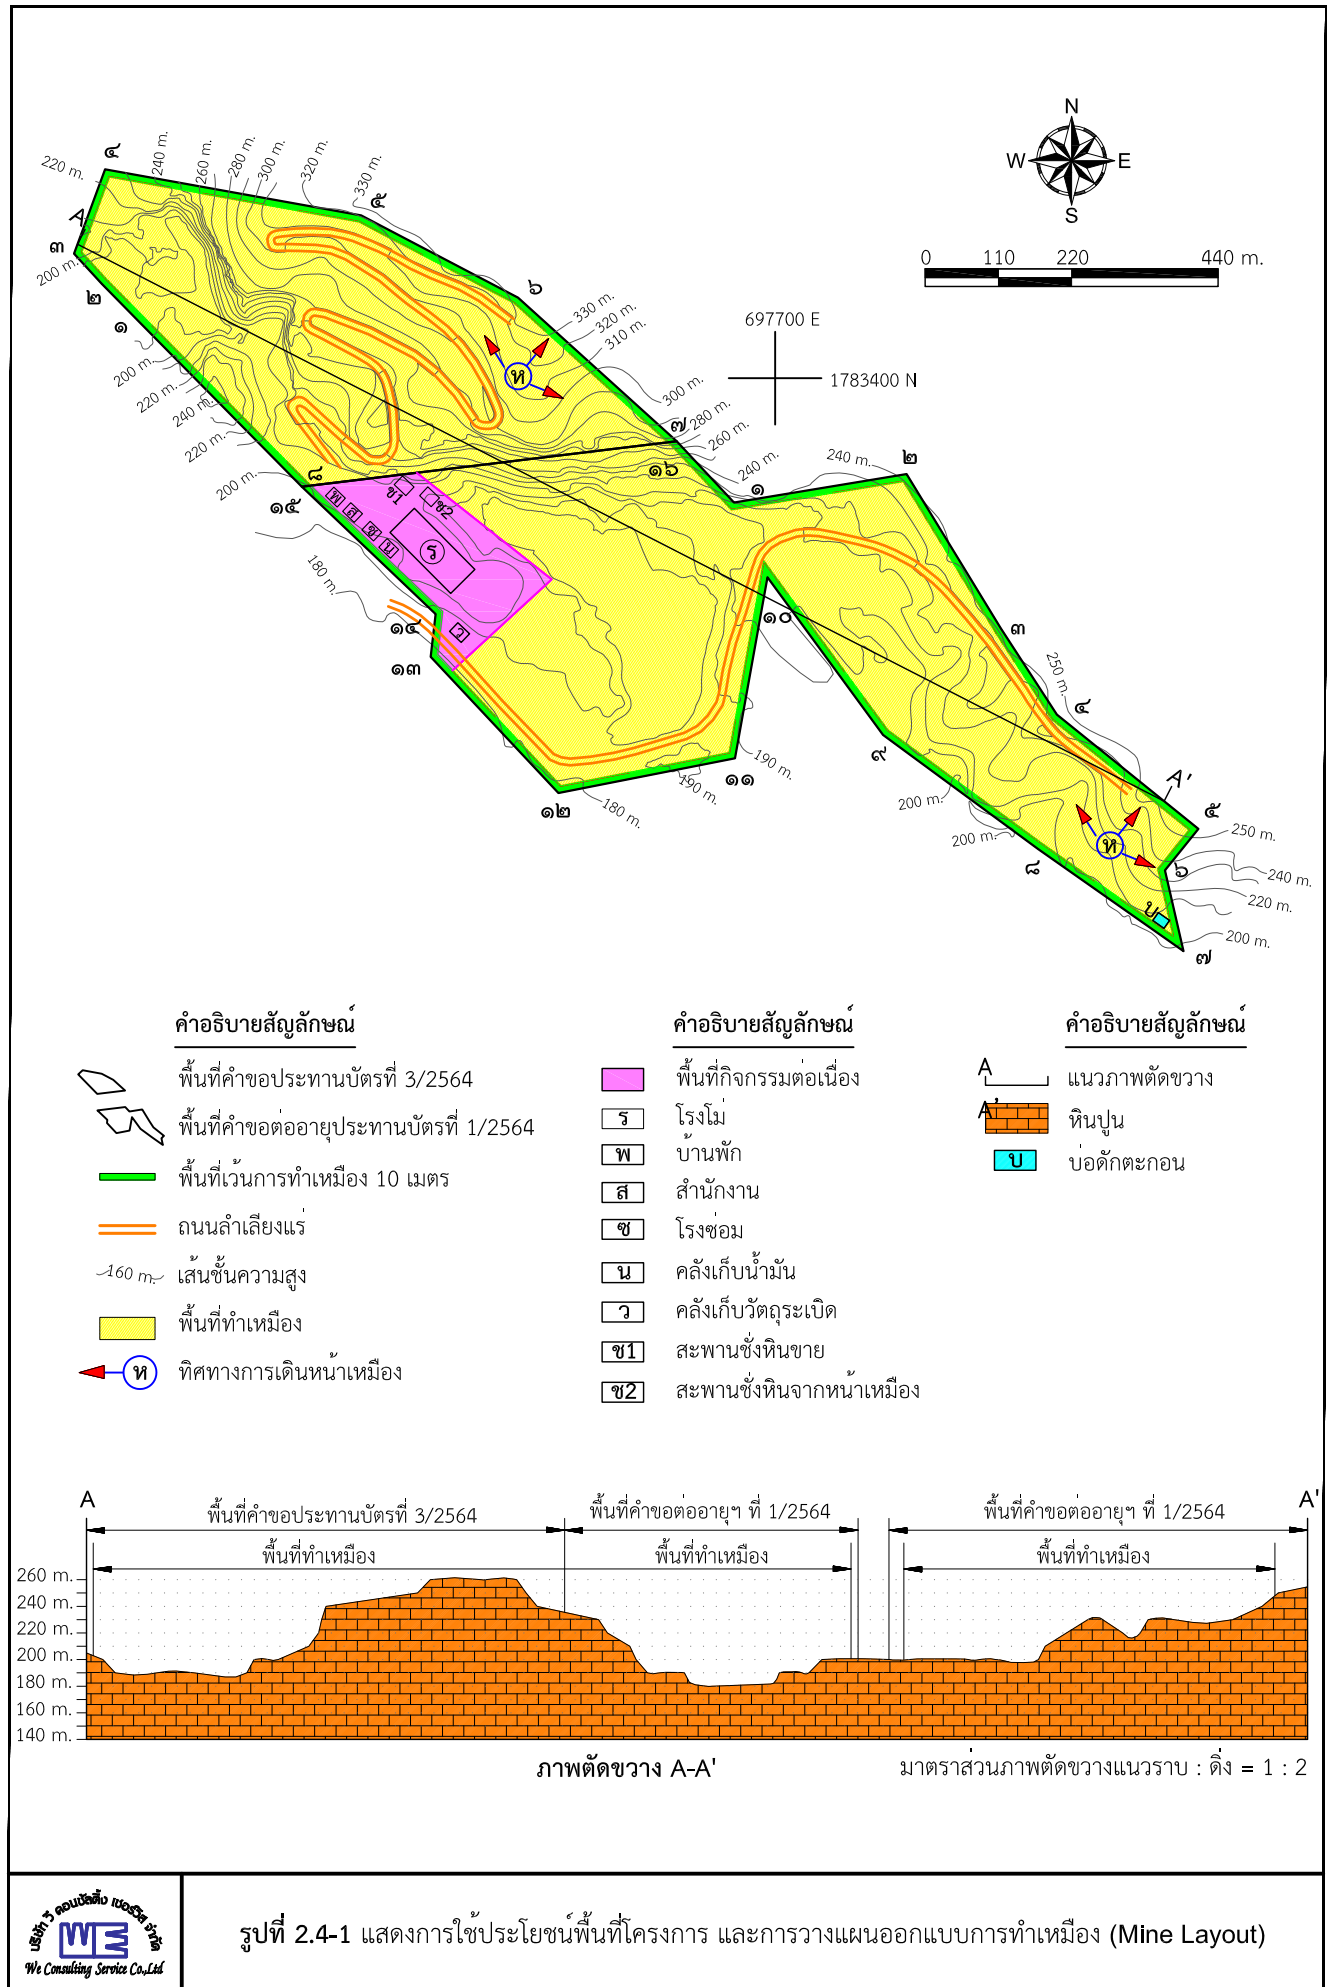 N
W E
S
0 110 220 440 m.
697700 E
1783400 N
220 m.
240 m.
260 m.
280 m.
300 m.
320 m.
330 m.
๔
A
๓
200 m.
๒
๑
๕
๖
330 m.
320 m.
310 m.
200 m.
220 m.
240 m.
220 m.
200 m.
ห
300 m.
๗
280 m.
260 m.
240 m.
๑๖
๑
240 m.
๒
๘
๑๕
พ
ส
ซ
น
ช1
ช2
ร
ว
180 m.
๑๔
๑๓
๑๐
๓
250 m.
๔
A'
๕
๙
๑๑
190 m.
190 m.
๑๒
180 m.
200 m.
200 m.
๘
ห
๖
บ
๗
250 m.
240 m.
220 m.
200 m.
คำอธิบายสัญลักษณ์
พื้นที่คำขอประทานบัตรที่ 3/2564
พื้นที่คำขอต่ออายุประทานบัตรที่ 1/2564
พื้นที่เว้นการทำเหมือง 10 เมตร
ถนนลำเลียงแร่
160 m. เส้นชั้นความสูง
พื้นที่ทำเหมือง
ห ทิศทางการเดินหน้าเหมือง
คำอธิบายสัญลักษณ์
พื้นที่กิจกรรมต่อเนื่อง
ร โรงโม่
พ บ้านพัก
ส สำนักงาน
ซ โรงซ่อม
น คลังเก็บน้ำมัน
ว คลังเก็บวัตถุระเบิด
ช1 สะพานชั่งหินขาย
ช2 สะพานชั่งหินจากหน้าเหมือง
คำอธิบายสัญลักษณ์
A A' แนวภาพตัดขวาง
หินปูน
บ บ่อดักตะกอน
A A'
พื้นที่คำขอประทานบัตรที่ 3/2564 พื้นที่คำขอต่ออายุฯ ที่ 1/2564 พื้นที่คำขอต่ออายุฯ ที่ 1/2564
พื้นที่ทำเหมือง พื้นที่ทำเหมือง พื้นที่ทำเหมือง
260 m.
240 m.
220 m.
200 m.
180 m.
160 m.
140 m.
ภาพตัดขวาง A-A'
มาตราส่วนภาพตัดขวางแนวราบ : ดิ่ง = 1 : 2
บริษัท วี คอนซัลติ้ง เซอร์วิส จำกัด
WE
We Consulting Service Co.,Ltd
รูปที่ 2.4-1 แสดงการใช้ประโยชน์พื้นที่โครงการ และการวางแผนออกแบบการทำเหมือง (Mine Layout)